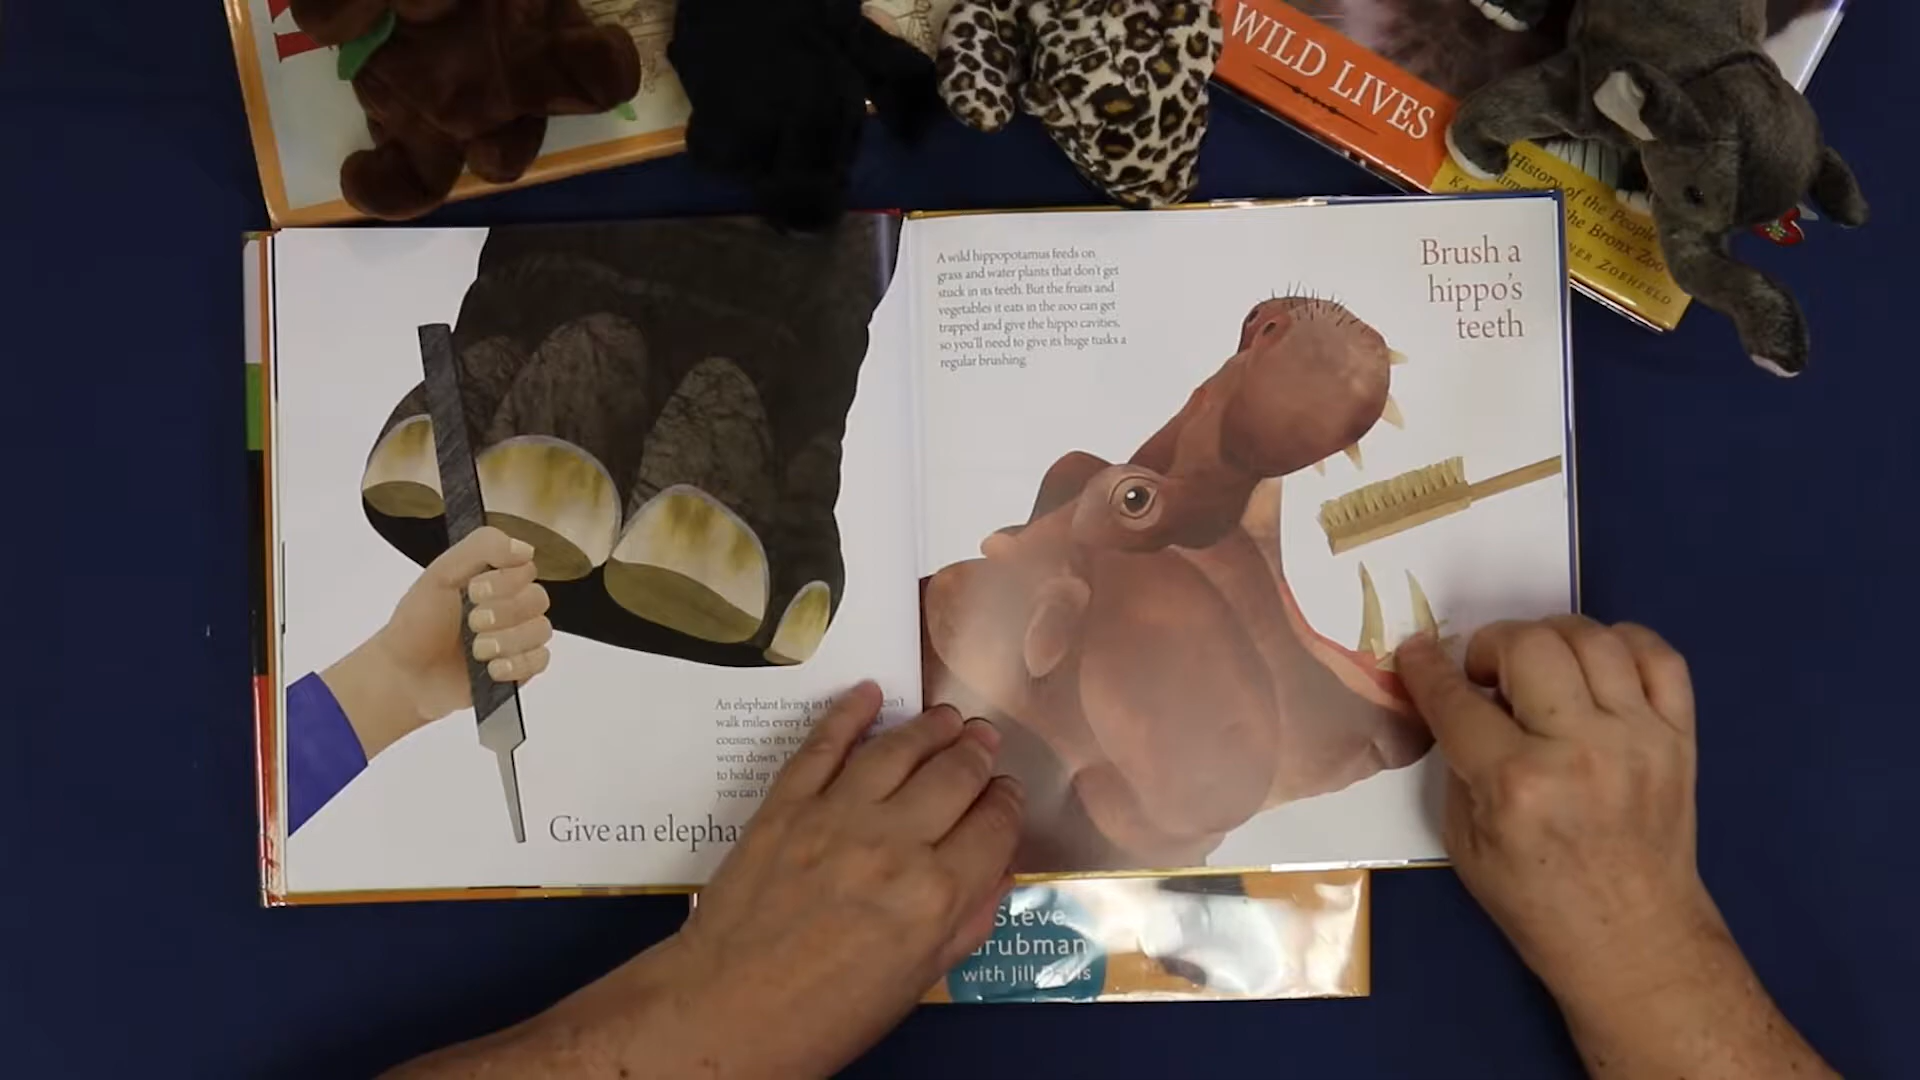 WILD LIVES
History of the People
the Bronx Zoo
ZOEHFELD
An elephant living in
walk miles every
cousins, so its
worn down.
to hold up
you can
Give an
A wild hippopotamus feeds on
grass and water plants that don't get
stuck in its teeth. But the fruits and
vegetables it eats in the zoo can get
trapped and give the hippo cavities,
so you'll need to give its huge tusks a
regular brushing.
Brush a
hippo's
teeth
Steve
with Jill